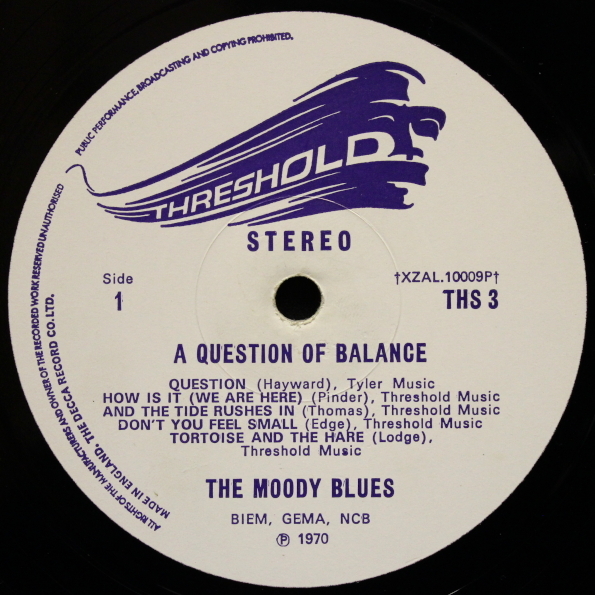 PUBLIC PERFORMANCE, BROADCASTING AND COPYING PROHIBITED.
ALL RIGHTS OF THE MANUFACTURERS AND OWNER OF THE RECORDED WORK RESERVED UNAUTHORISED
MADE IN ENGLAND. THE DECCA RECORD CO. LTD.
THRESHOLD
STEREO
Side
1
†XZAL.10009P†
THS 3
A QUESTION OF BALANCE
QUESTION (Hayward), Tyler Music
HOW IS IT (WE ARE HERE) (Pinder), Threshold Music
AND THE TIDE RUSHES IN (Thomas), Threshold Music
DON'T YOU FEEL SMALL (Edge), Threshold Music
TORTOISE AND THE HARE (Lodge),
Threshold Music
THE MOODY BLUES
BIEM, GEMA, NCB
℗ 1970